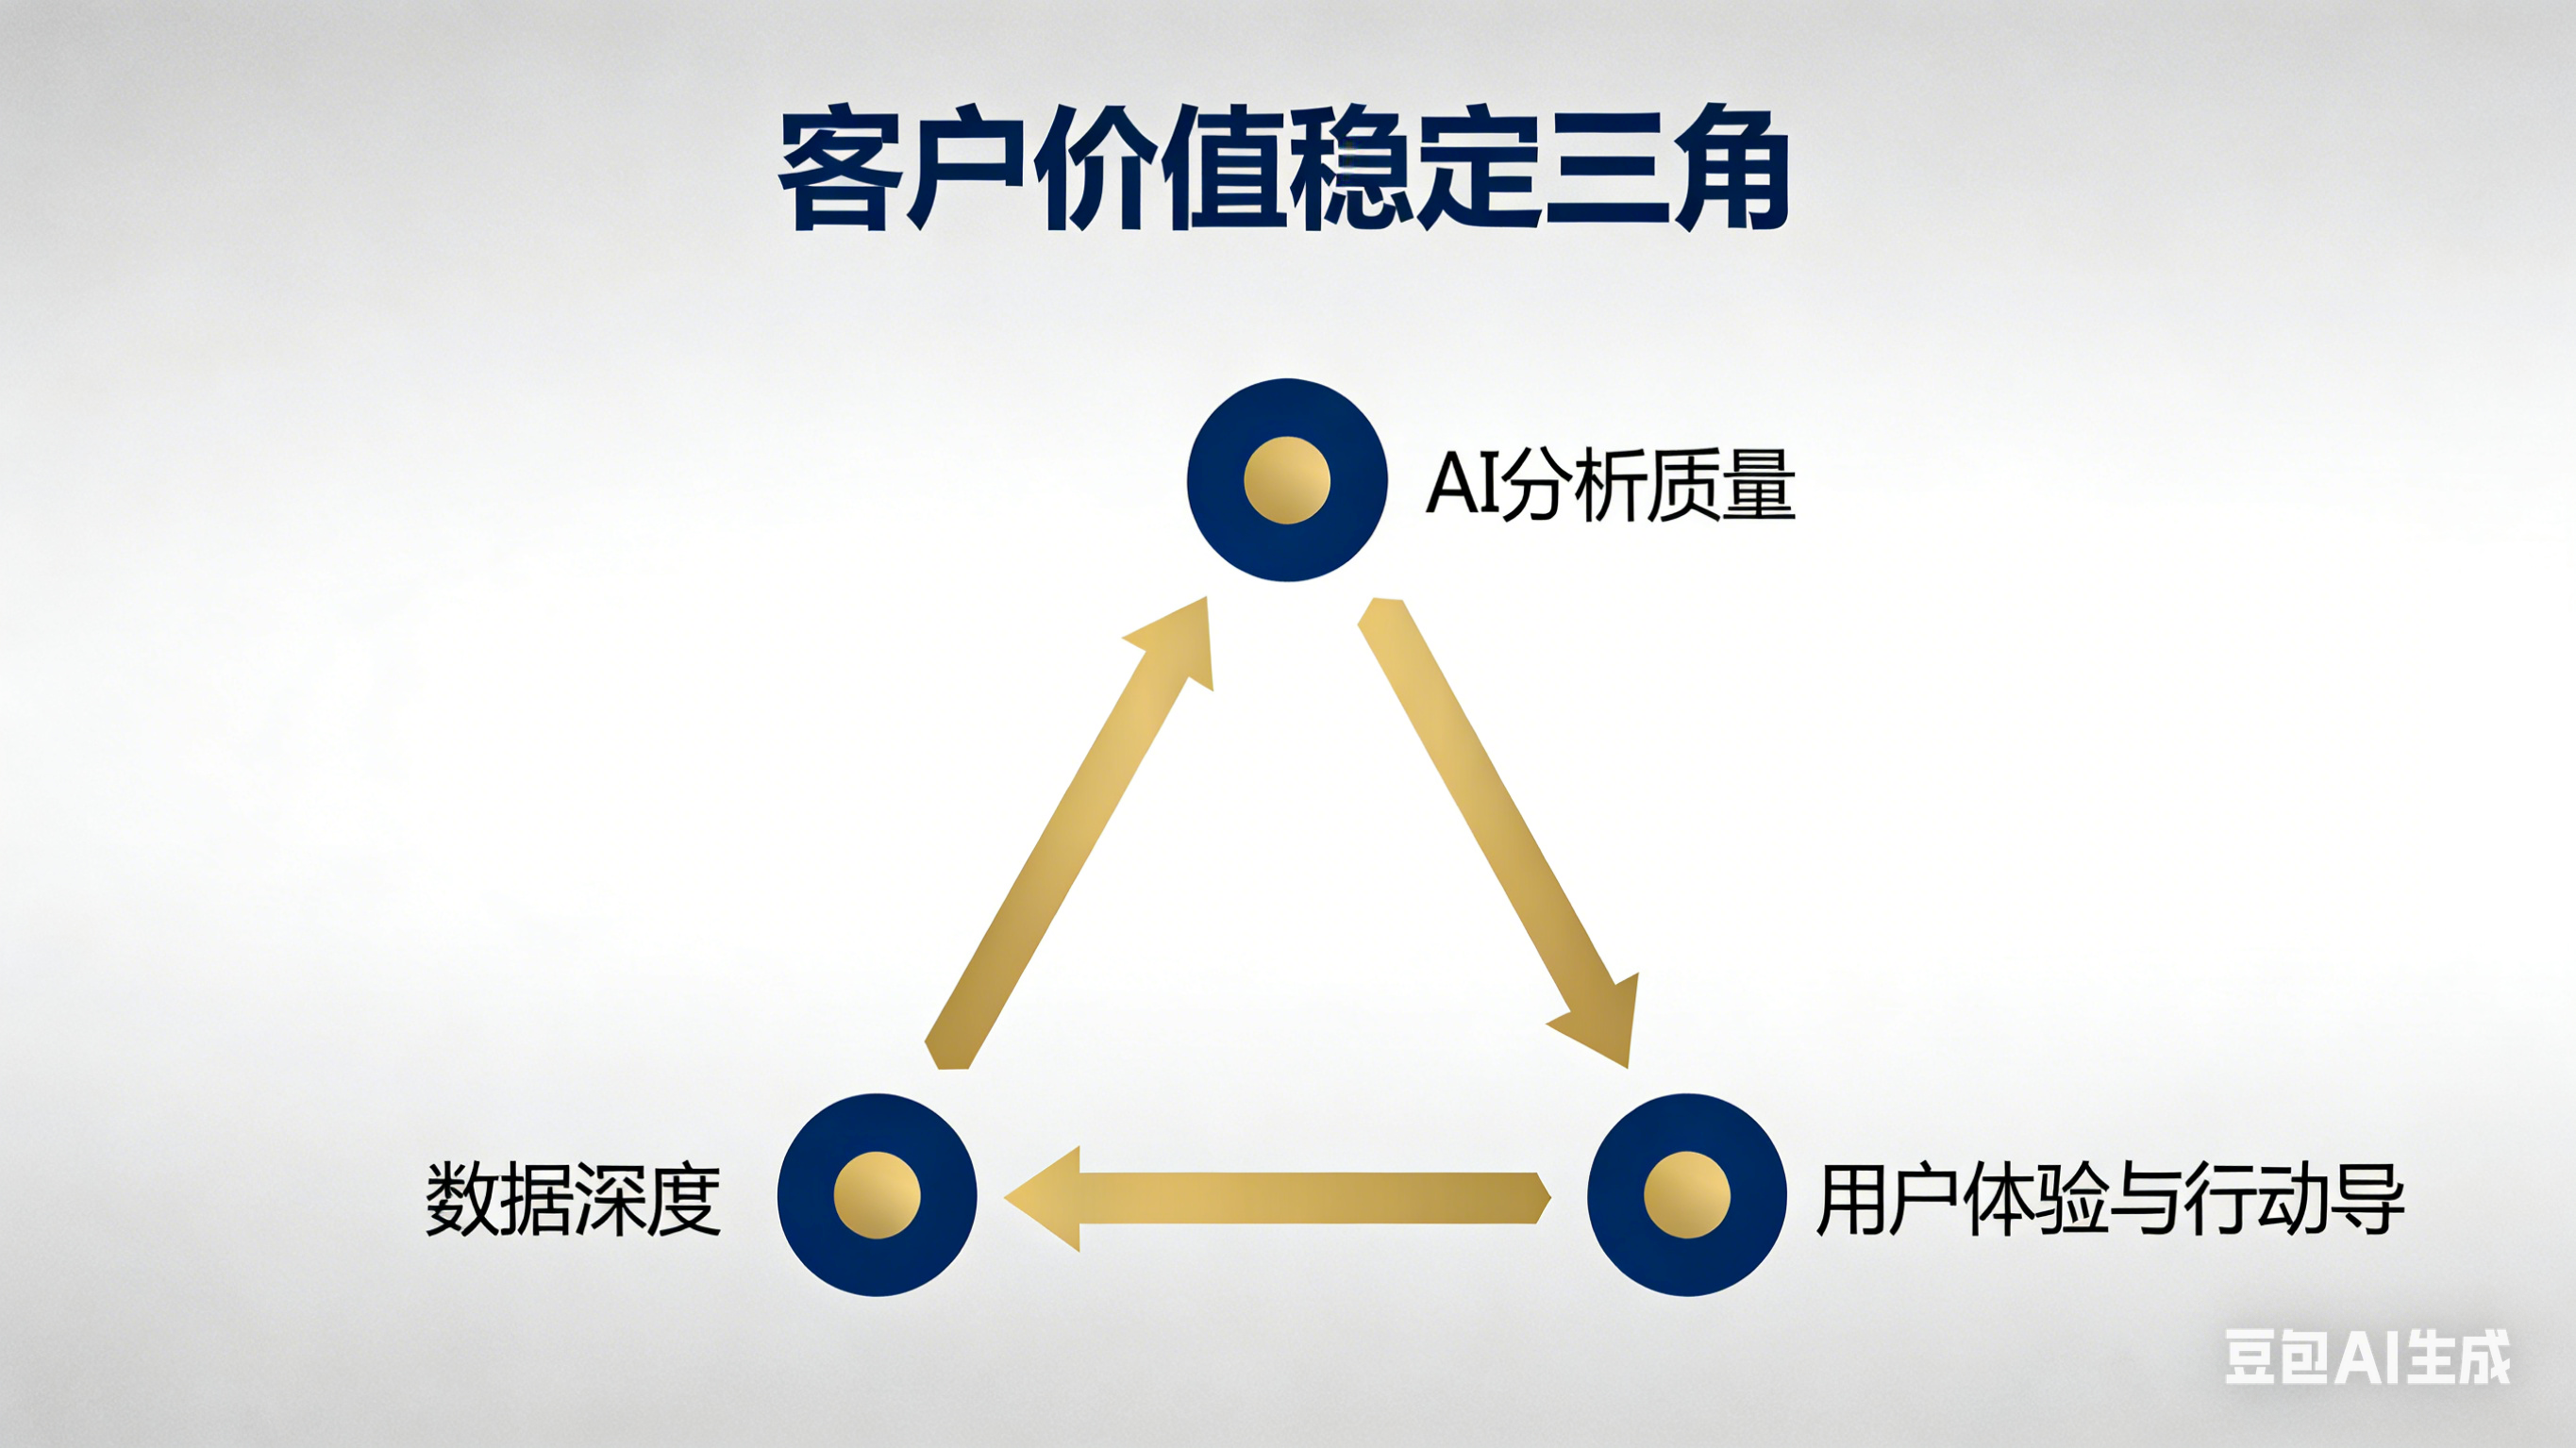 客户价值稳定三角
AI分析质量
数据深度
用户体验与行动导
豆包AI生成